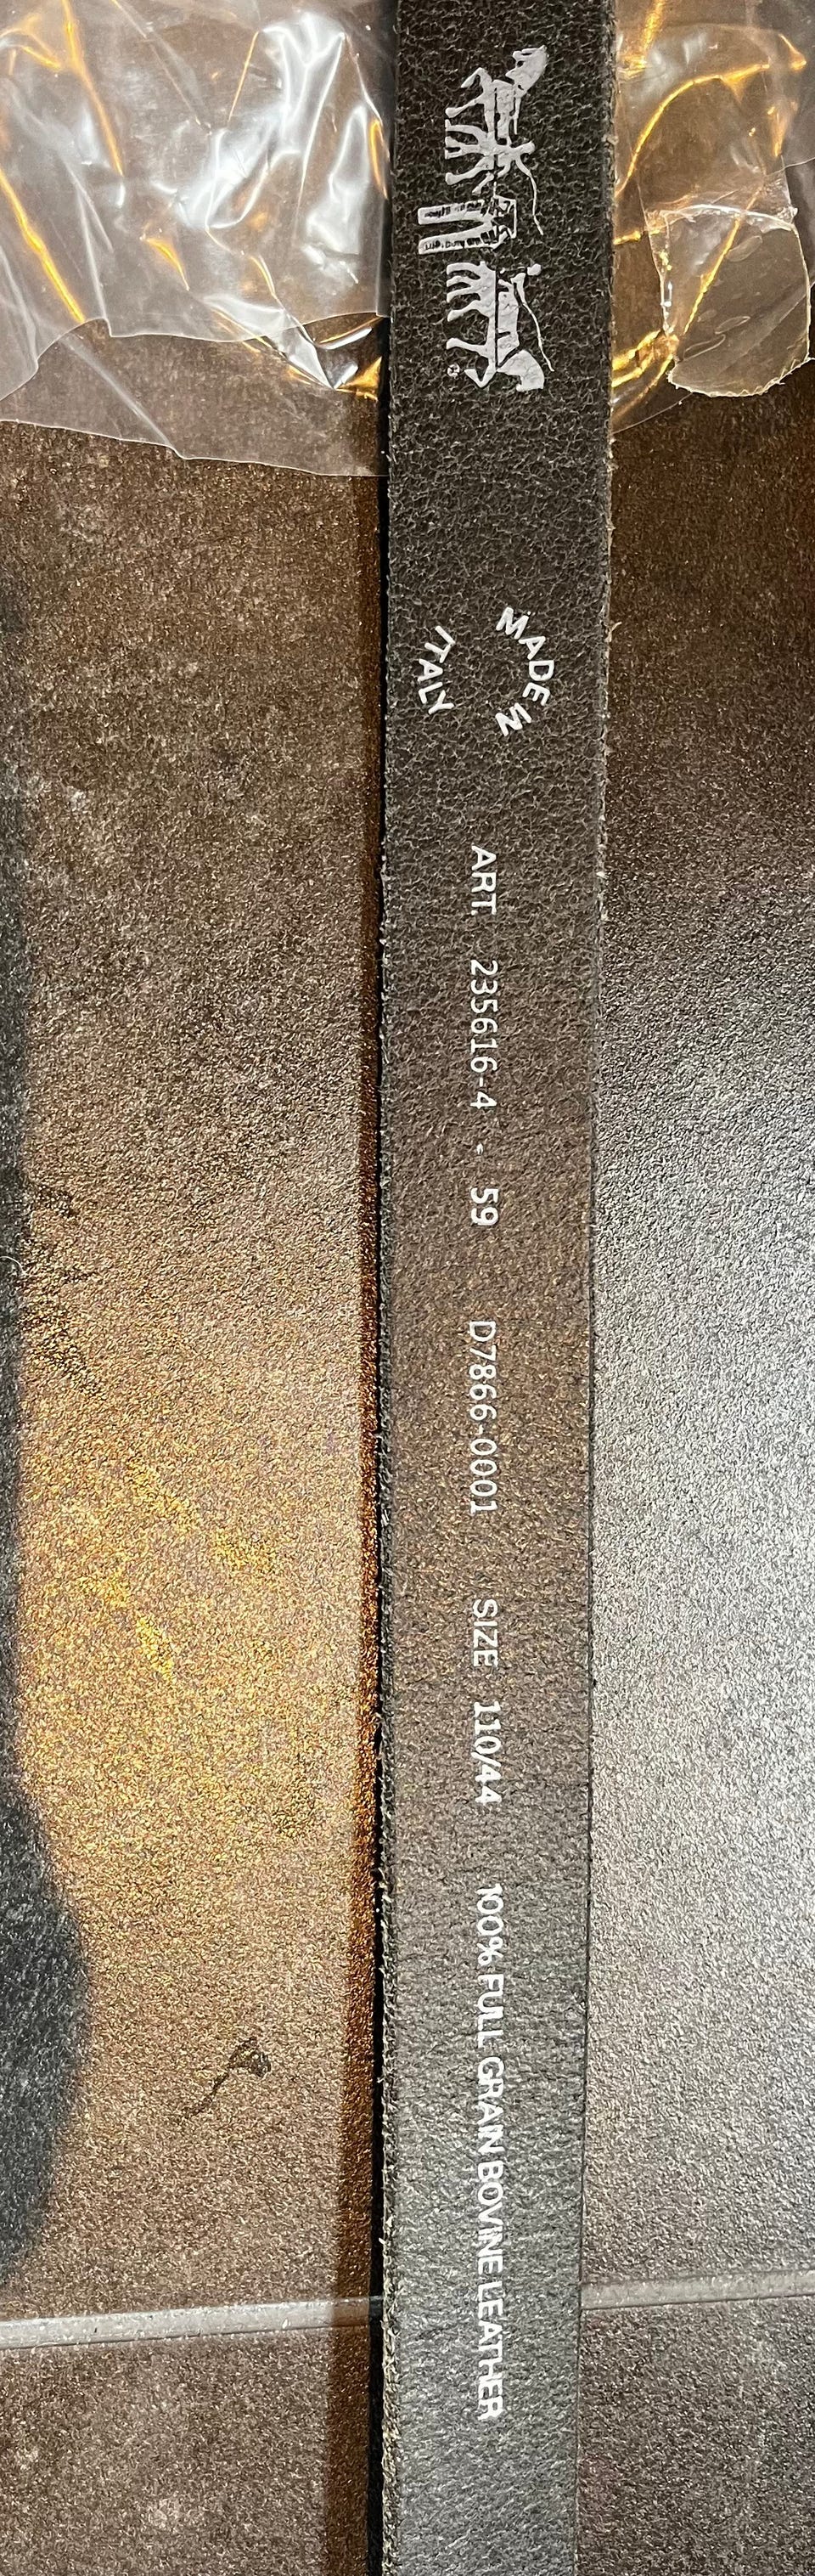 MADE IN
ITALY
ART. 235616-4 - 59 D7866-0001 SIZE 110/44 100% FULL GRAIN BOVINE LEATHER